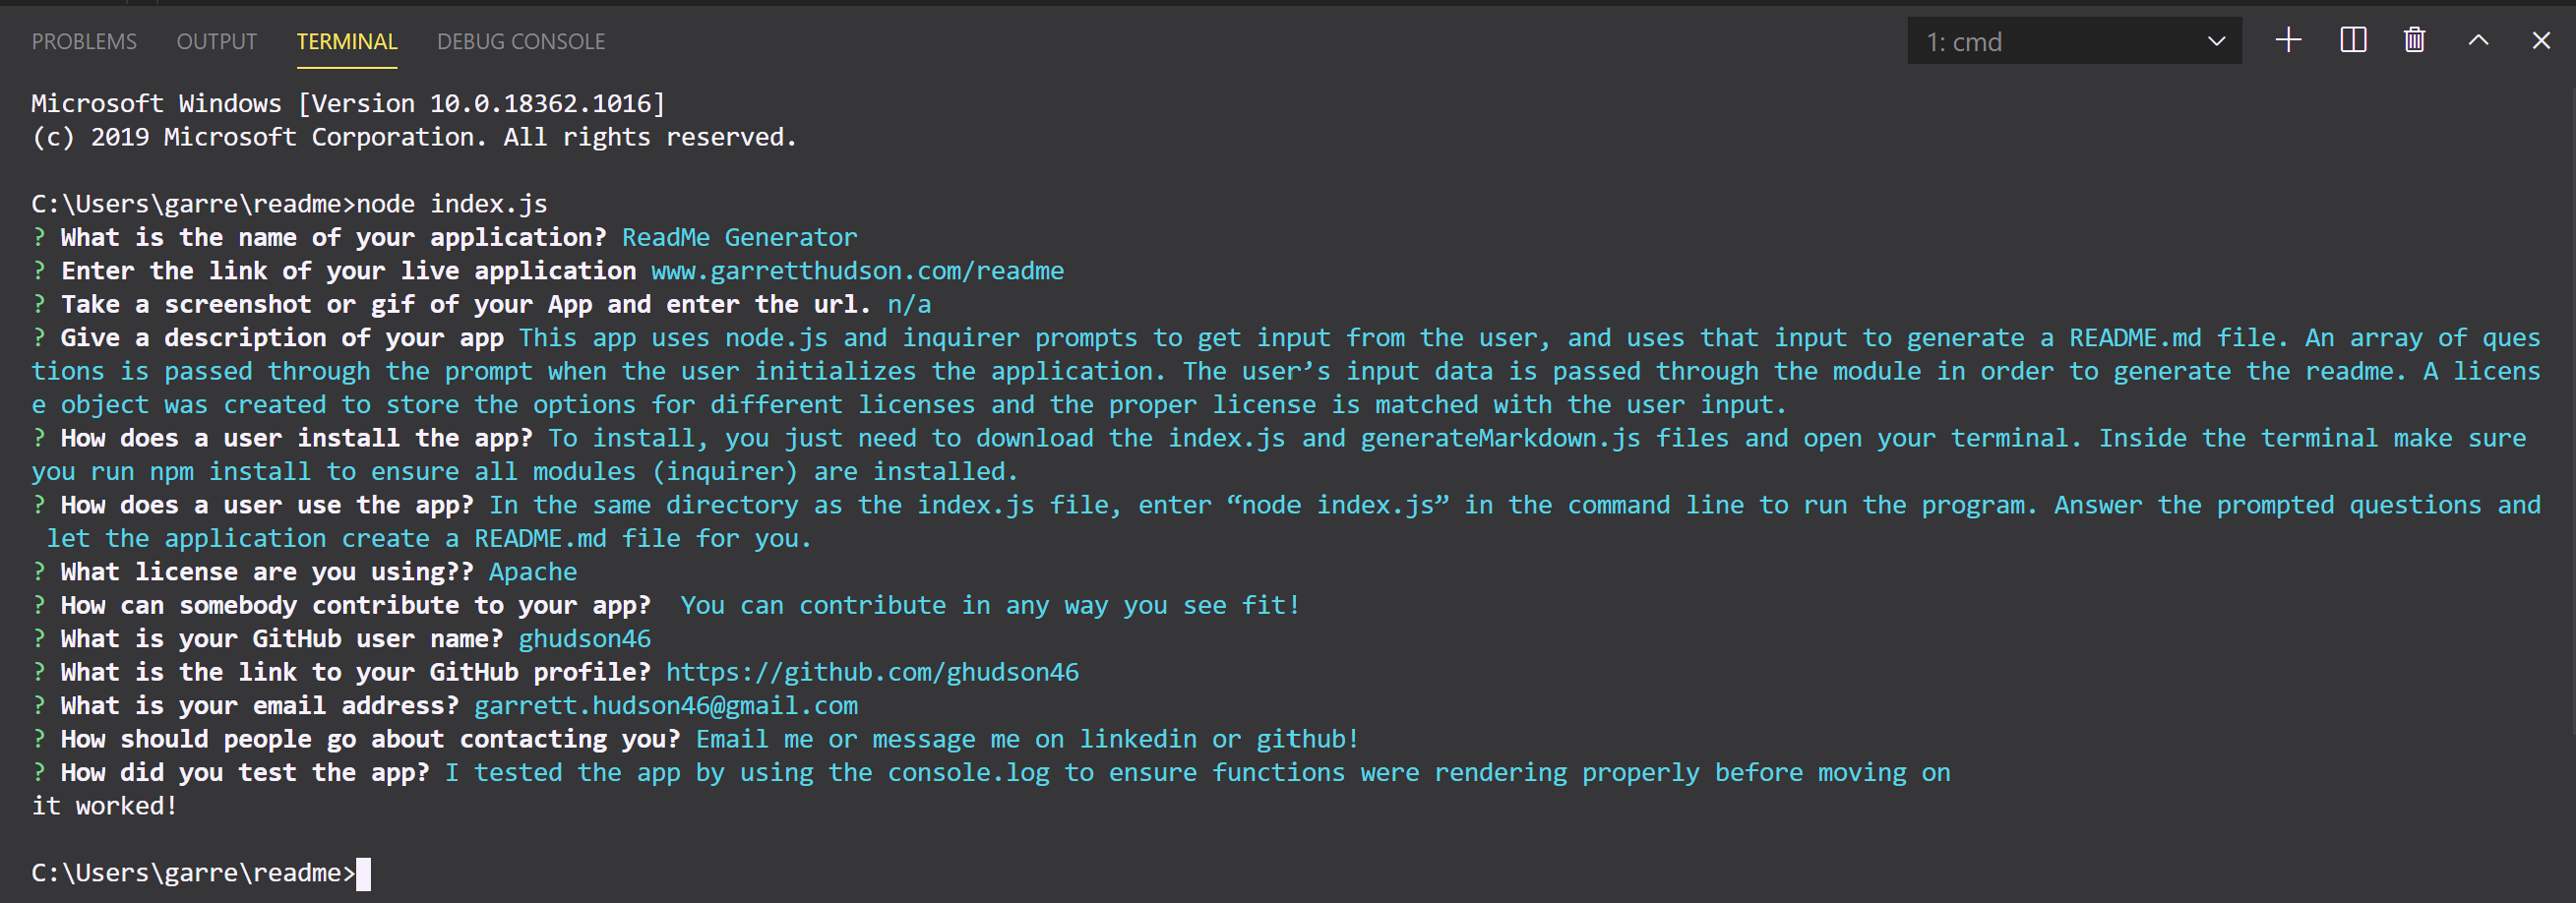 PROBLEMS OUTPUT TERMINAL DEBUG CONSOLE 1: cmd
Microsoft Windows [Version 10.0.18362.1016]
(c) 2019 Microsoft Corporation. All rights reserved.
C:\Users\garre\readme>node index.js
? What is the name of your application? ReadMe Generator
? Enter the link of your live application www.garretthudson.com/readme
? Take a screenshot or gif of your App and enter the url. n/a
? Give a description of your app This app uses node.js and inquirer prompts to get input from the user, and uses that input to generate a README.md file. An array of ques
tions is passed through the prompt when the user initializes the application. The user’s input data is passed through the module in order to generate the readme. A licens
e object was created to store the options for different licenses and the proper license is matched with the user input.
? How does a user install the app? To install, you just need to download the index.js and generateMarkdown.js files and open your terminal. Inside the terminal make sure
you run npm install to ensure all modules (inquirer) are installed.
? How does a user use the app? In the same directory as the index.js file, enter “node index.js” in the command line to run the program. Answer the prompted questions and
let the application create a README.md file for you.
? What license are you using?? Apache
? How can somebody contribute to your app?  You can contribute in any way you see fit!
? What is your GitHub user name? ghudson46
? What is the link to your GitHub profile? https://github.com/ghudson46
? What is your email address? garrett.hudson46@gmail.com
? How should people go about contacting you? Email me or message me on linkedin or github!
? How did you test the app? I tested the app by using the console.log to ensure functions were rendering properly before moving on
it worked!
C:\Users\garre\readme>